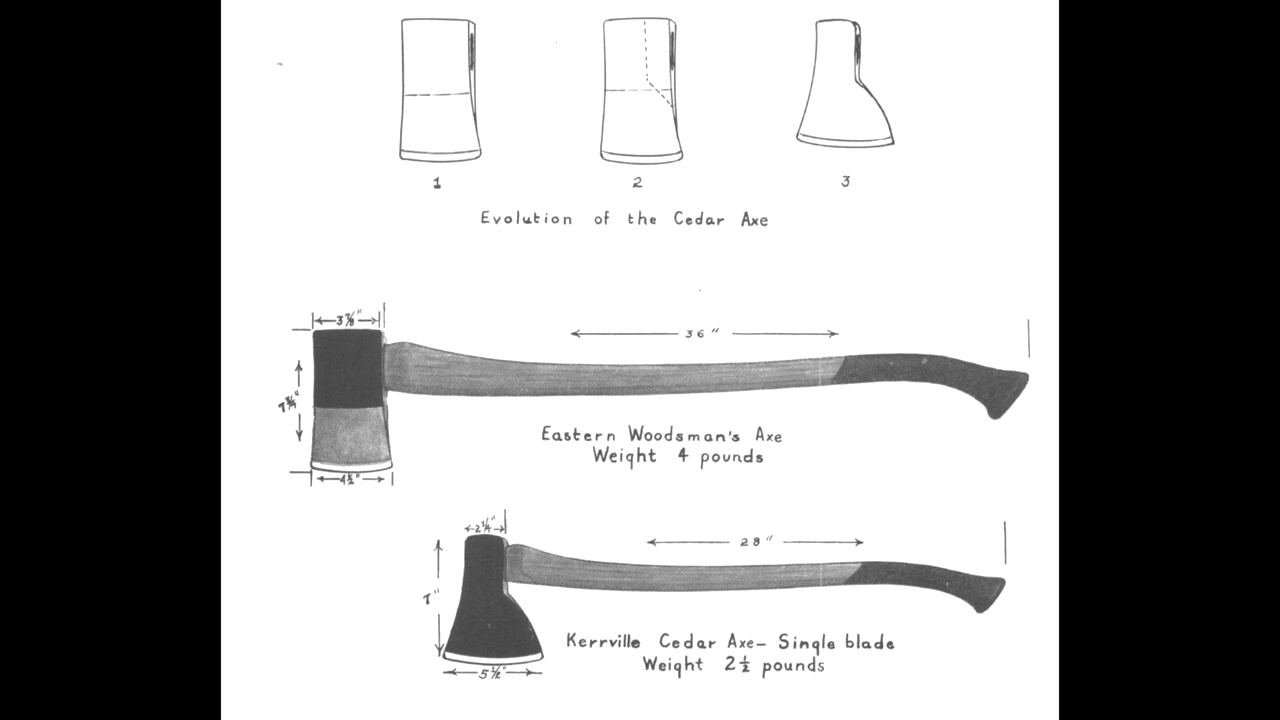 1
2
3
Evolution of the Cedar Axe
3⅞"
36"
7¾"
Eastern Woodsman's Axe
Weight 4 pounds
4½"
2¼"
28"
7"
Kerrville Cedar Axe— Single blade
Weight 2½ pounds
5½"